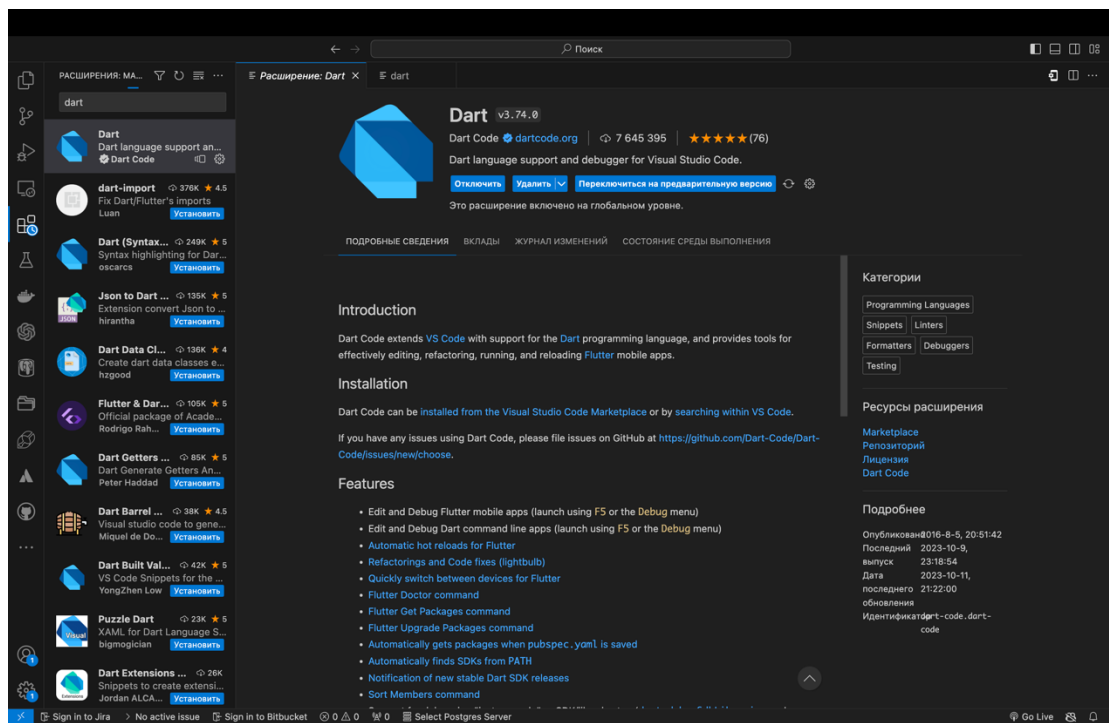 Поиск
РАСШИРЕНИЯ: МА...
Расширение: Dart
dart
dart
Dart
Dart language support an...
Dart Code
dart-import 376K ★ 4.5
Fix Dart/Flutter's imports
Luan Установить
Dart (Syntax... 249K ★ 5
Syntax highlighting for Dar...
oscarcs Установить
Json to Dart ... 135K ★ 5
Extension convert Json to ...
hirantha Установить
JSON
Dart Data Cl... 136K ★ 4
Create dart data classes e...
hzgood Установить
Flutter & Dar... 105K ★ 5
Official package of Acade...
Rodrigo Rah... Установить
Dart Getters ... 85K ★ 5
Dart Generate Getters An...
Peter Haddad Установить
Dart Barrel ... 38K ★ 4.5
Visual studio code to gene...
Miquel de Do... Установить
Dart Built Val... 42K ★ 5
VS Code Snippets for the ...
YongZhen Low Установить
Puzzle Dart 23K ★ 5
XAML for Dart Language S...
bigmogician Установить
Visual
Dart Extensions ... 26K
Snippets to create extensi...
Jordan ALCA... Установить
Extensions
Dart v3.74.0
Dart Code dartcode.org | 7 645 395 | ★★★★★(76)
Dart language support and debugger for Visual Studio Code.
Отключить Удалить Переключиться на предварительную версию
Это расширение включено на глобальном уровне.
ПОДРОБНЫЕ СВЕДЕНИЯ ВКЛАДЫ ЖУРНАЛ ИЗМЕНЕНИЙ СОСТОЯНИЕ СРЕДЫ ВЫПОЛНЕНИЯ
Introduction
Dart Code extends VS Code with support for the Dart programming language, and provides tools for
effectively editing, refactoring, running, and reloading Flutter mobile apps.
Installation
Dart Code can be installed from the Visual Studio Code Marketplace or by searching within VS Code.
If you have any issues using Dart Code, please file issues on GitHub at https://github.com/Dart-Code/Dart-
Code/issues/new/choose.
Features
• Edit and Debug Flutter mobile apps (launch using F5 or the Debug menu)
• Edit and Debug Dart command line apps (launch using F5 or the Debug menu)
• Automatic hot reloads for Flutter
• Refactorings and Code fixes (lightbulb)
• Quickly switch between devices for Flutter
• Flutter Doctor command
• Flutter Get Packages command
• Flutter Upgrade Packages command
• Automatically gets packages when pubspec.yaml is saved
• Automatically finds SDKs from PATH
• Notification of new stable Dart SDK releases
• Sort Members command
Категории
Programming Languages
Snippets Linters
Formatters Debuggers
Testing
Ресурсы расширения
Marketplace
Репозиторий
Лицензия
Dart Code
Подробнее
Опубликован 2016-8-5, 20:51:42
Последний 2023-10-9,
выпуск 23:18:54
Дата 2023-10-11,
последнего 21:22:00
обновления
Идентификатор dart-code.dart-
code
1
1
Sign in to Jira No active issue Sign in to Bitbucket 0 0 0 Select Postgres Server Go Live